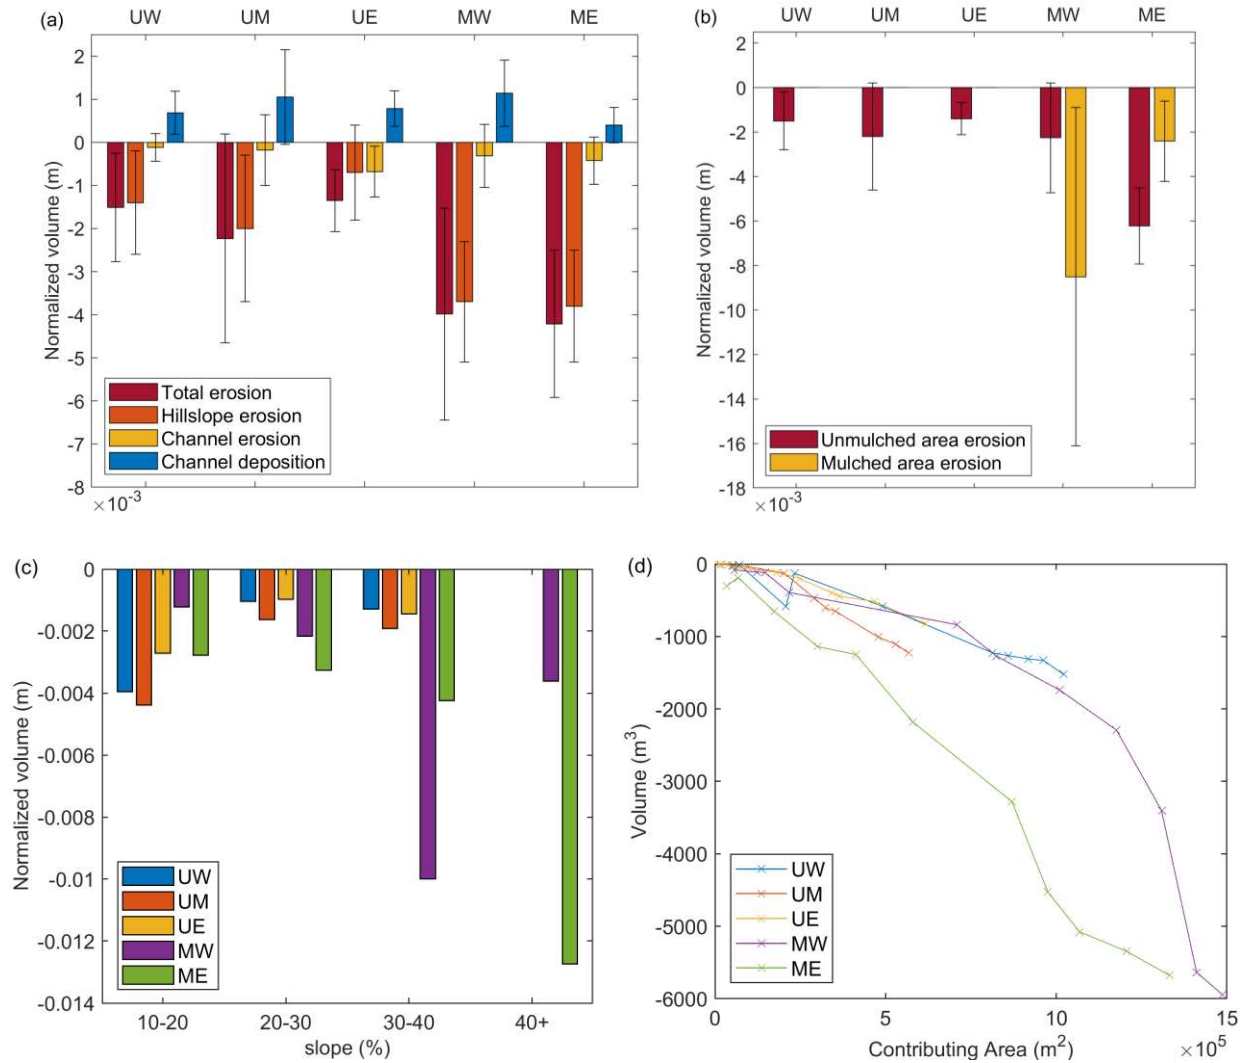 (a)
UW UM UE MW ME
2
1
0
-1
-2
-3
-4
-5
-6
-7
-8
×10⁻³
Normalized volume (m)
Total erosion
Hillslope erosion
Channel erosion
Channel deposition
(b)
UW UM UE MW ME
2
0
-2
-4
-6
-8
-10
-12
-14
-16
-18
×10⁻³
Normalized volume (m)
Unmulched area erosion
Mulched area erosion
(c)
0
-0.002
-0.004
-0.006
-0.008
-0.01
-0.012
-0.014
Normalized volume (m)
UW
UM
UE
MW
ME
10-20 20-30 30-40 40+
slope (%)
(d)
0
-1000
-2000
-3000
-4000
-5000
-6000
Volume (m³)
UW
UM
UE
MW
ME
0 5 10 15
Contributing Area (m²)
×10⁵